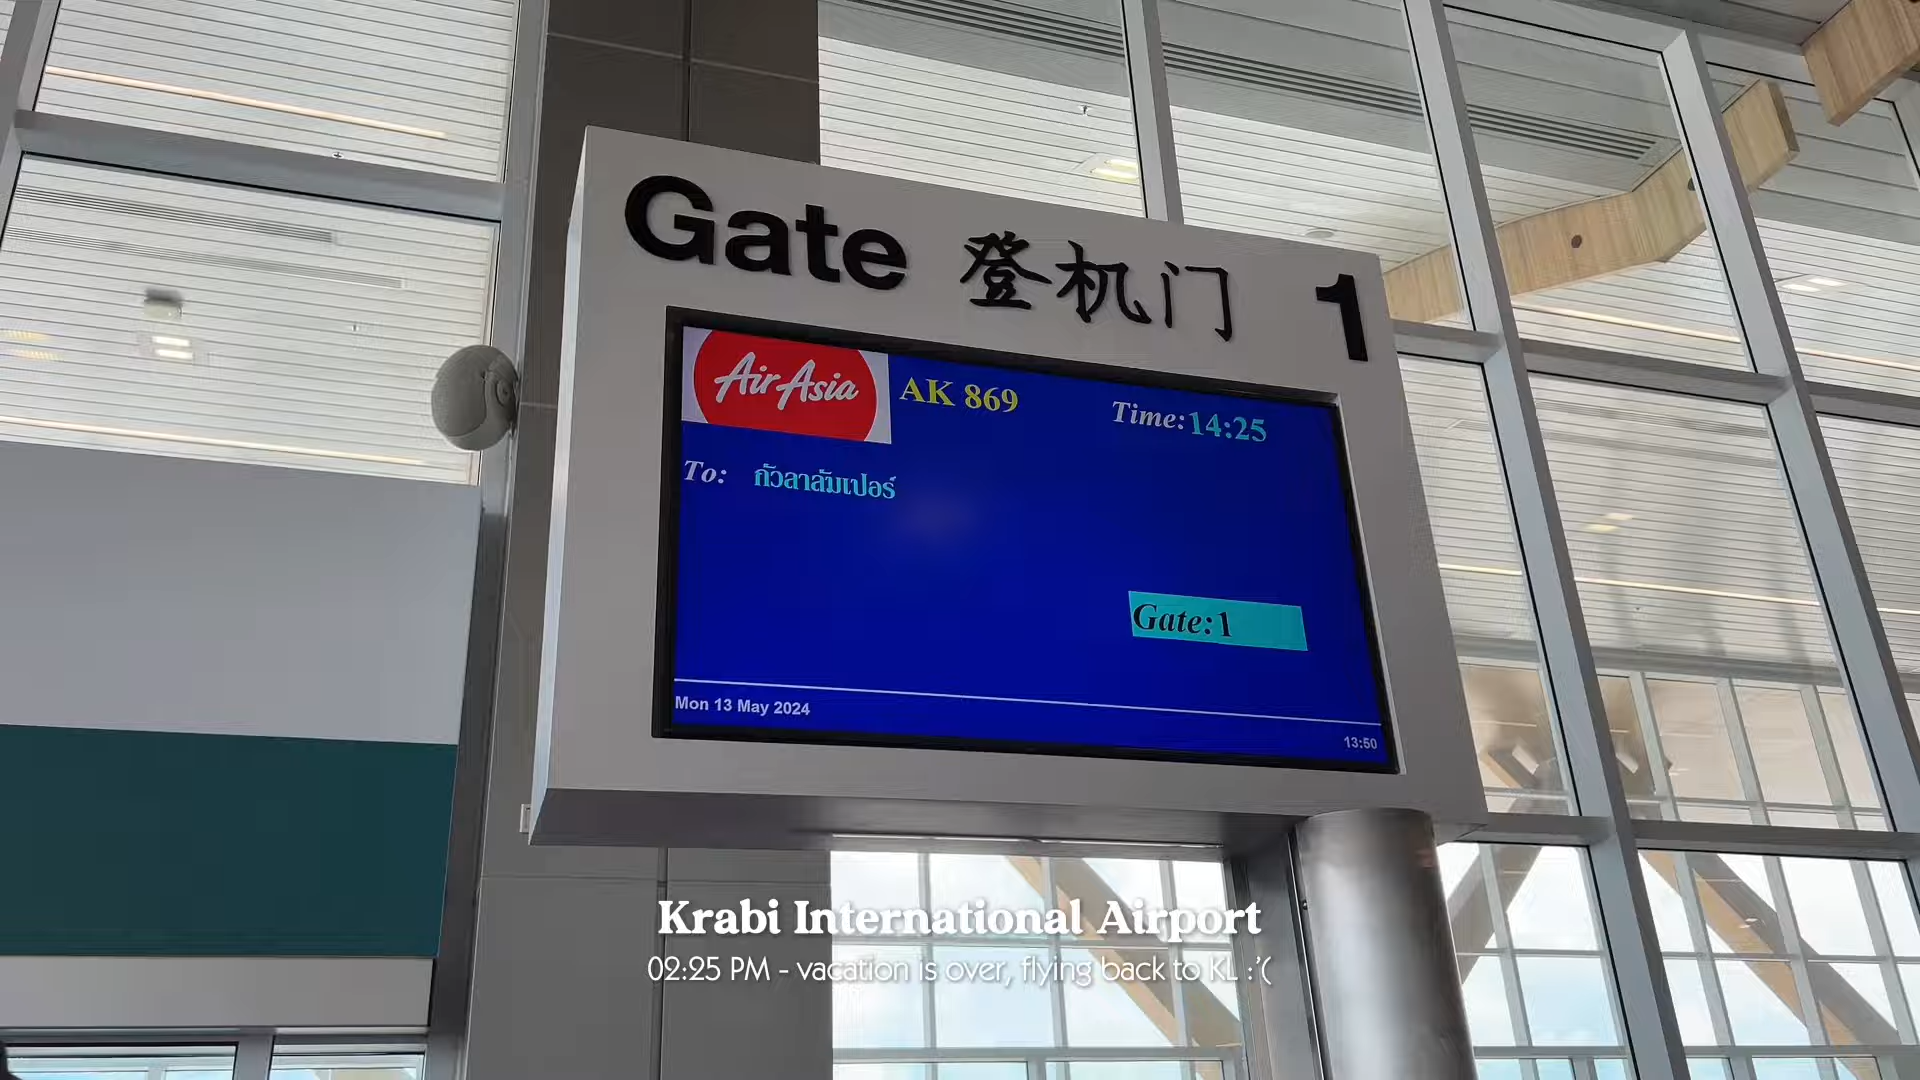 Gate 登机门 1
AirAsia AK 869 Time:14:25
To: กัวลาลัมเปอร์
Gate:1
Mon 13 May 2024
13:50
Krabi International Airport
02:25 PM - vacation is over, flying back to KL :'(